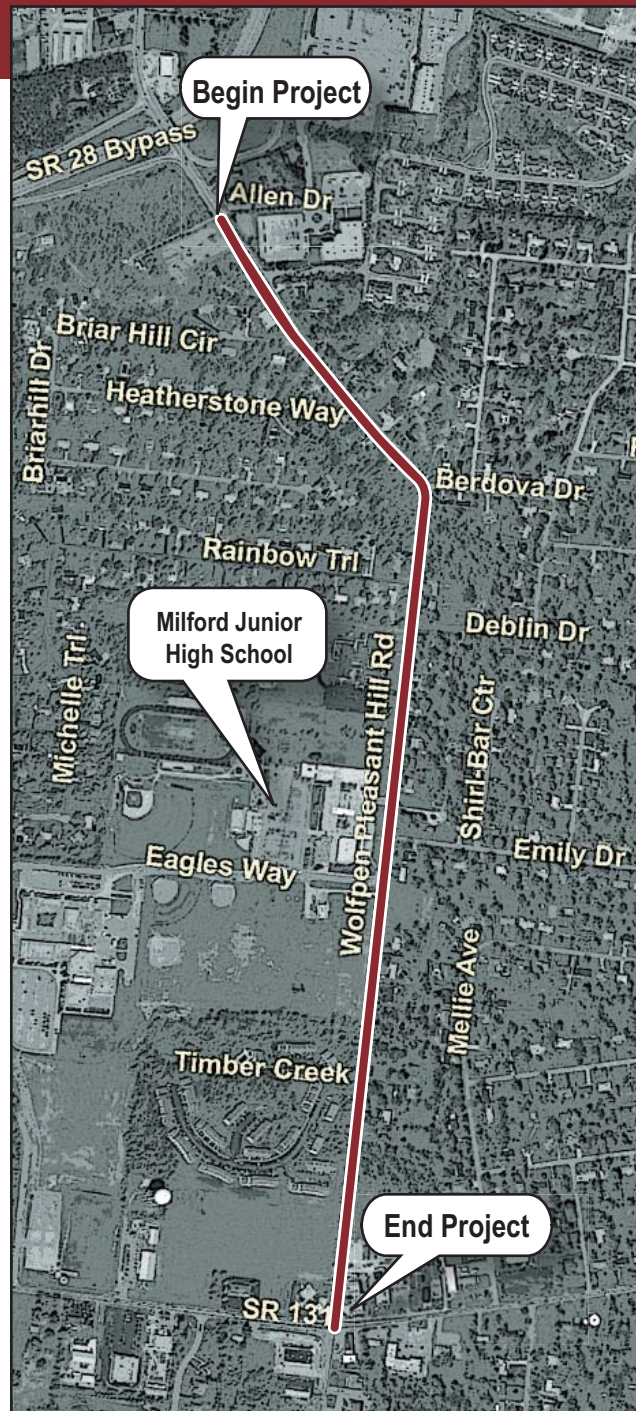 Begin Project
SR 28 Bypass
Allen Dr
Briar Hill Cir
Briarhill Dr
Heatherstone Way
Berdova Dr
Rainbow Trl
Deblin Dr
Milford Junior
High School
Michelle Trl
Wolfpen Pleasant Hill Rd
Shirl-Bar Ctr
Eagles Way
Emily Dr
Mellie Ave
Timber Creek
End Project
SR 131